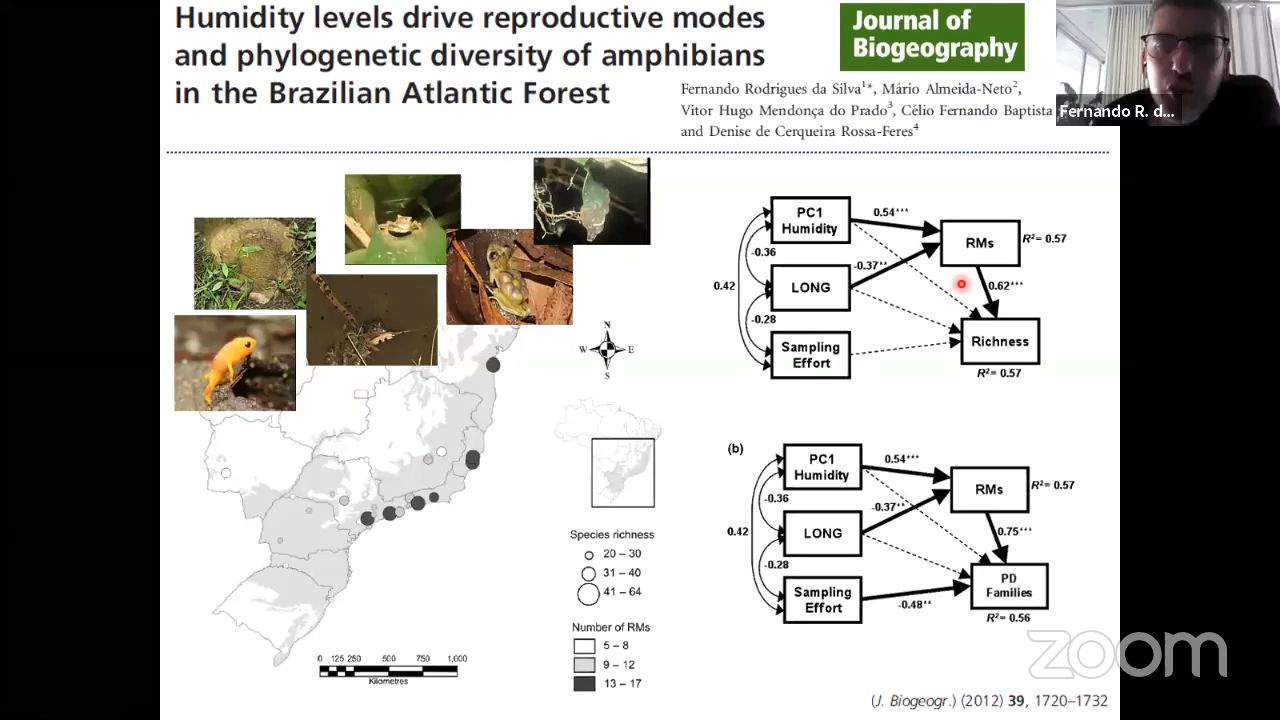 Humidity levels drive reproductive modes
and phylogenetic diversity of amphibians
in the Brazilian Atlantic Forest
Journal of
Biogeography
Fernando Rodrigues da Silva1*, Mário Almeida-Neto2,
Vitor Hugo Mendonça do Prado3, Célio Fernando Baptista
and Denise de Cerqueira Rossa-Feres4
Fernando R. d...
N
W
E
S
Species richness
20 – 30
31 – 40
41 – 64
Number of RMs
5 – 8
9 – 12
13 – 17
0 125 250 500 750 1,000
Kilometres
PC1
Humidity
0.54***
RMs
R²= 0.57
-0.36
-0.37**
0.42
LONG
0.62***
-0.28
Sampling
Effort
Richness
R²= 0.57
(b)
PC1
Humidity
0.54***
RMs
R²= 0.57
-0.36
-0.37**
0.42
LONG
0.75***
-0.28
Sampling
Effort
-0.48**
PD
Families
R²= 0.56
zoom
(J. Biogeogr.) (2012) 39, 1720–1732